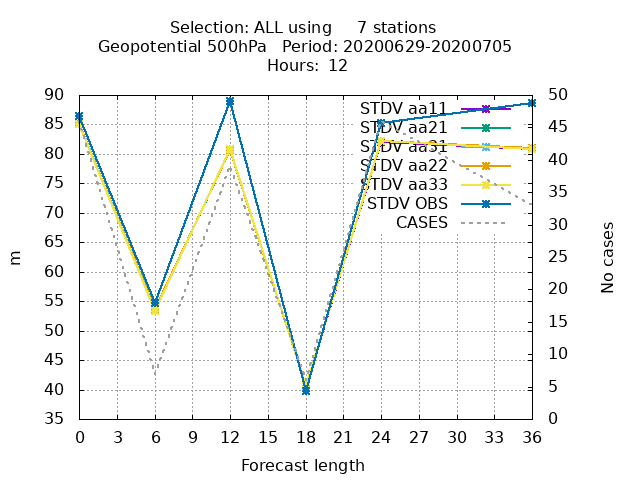 Selection: ALL using     7 stations
Geopotential 500hPa   Period: 20200629-20200705
Hours:  12
90
85
80
75
70
65
60
55
50
45
40
35
m
50
45
40
35
30
25
20
15
10
5
0
No cases
STDV aa11
STDV aa21
STDV aa31
STDV aa22
STDV aa33
STDV OBS
CASES
0 3 6 9 12 15 18 21 24 27 30 33 36
Forecast length